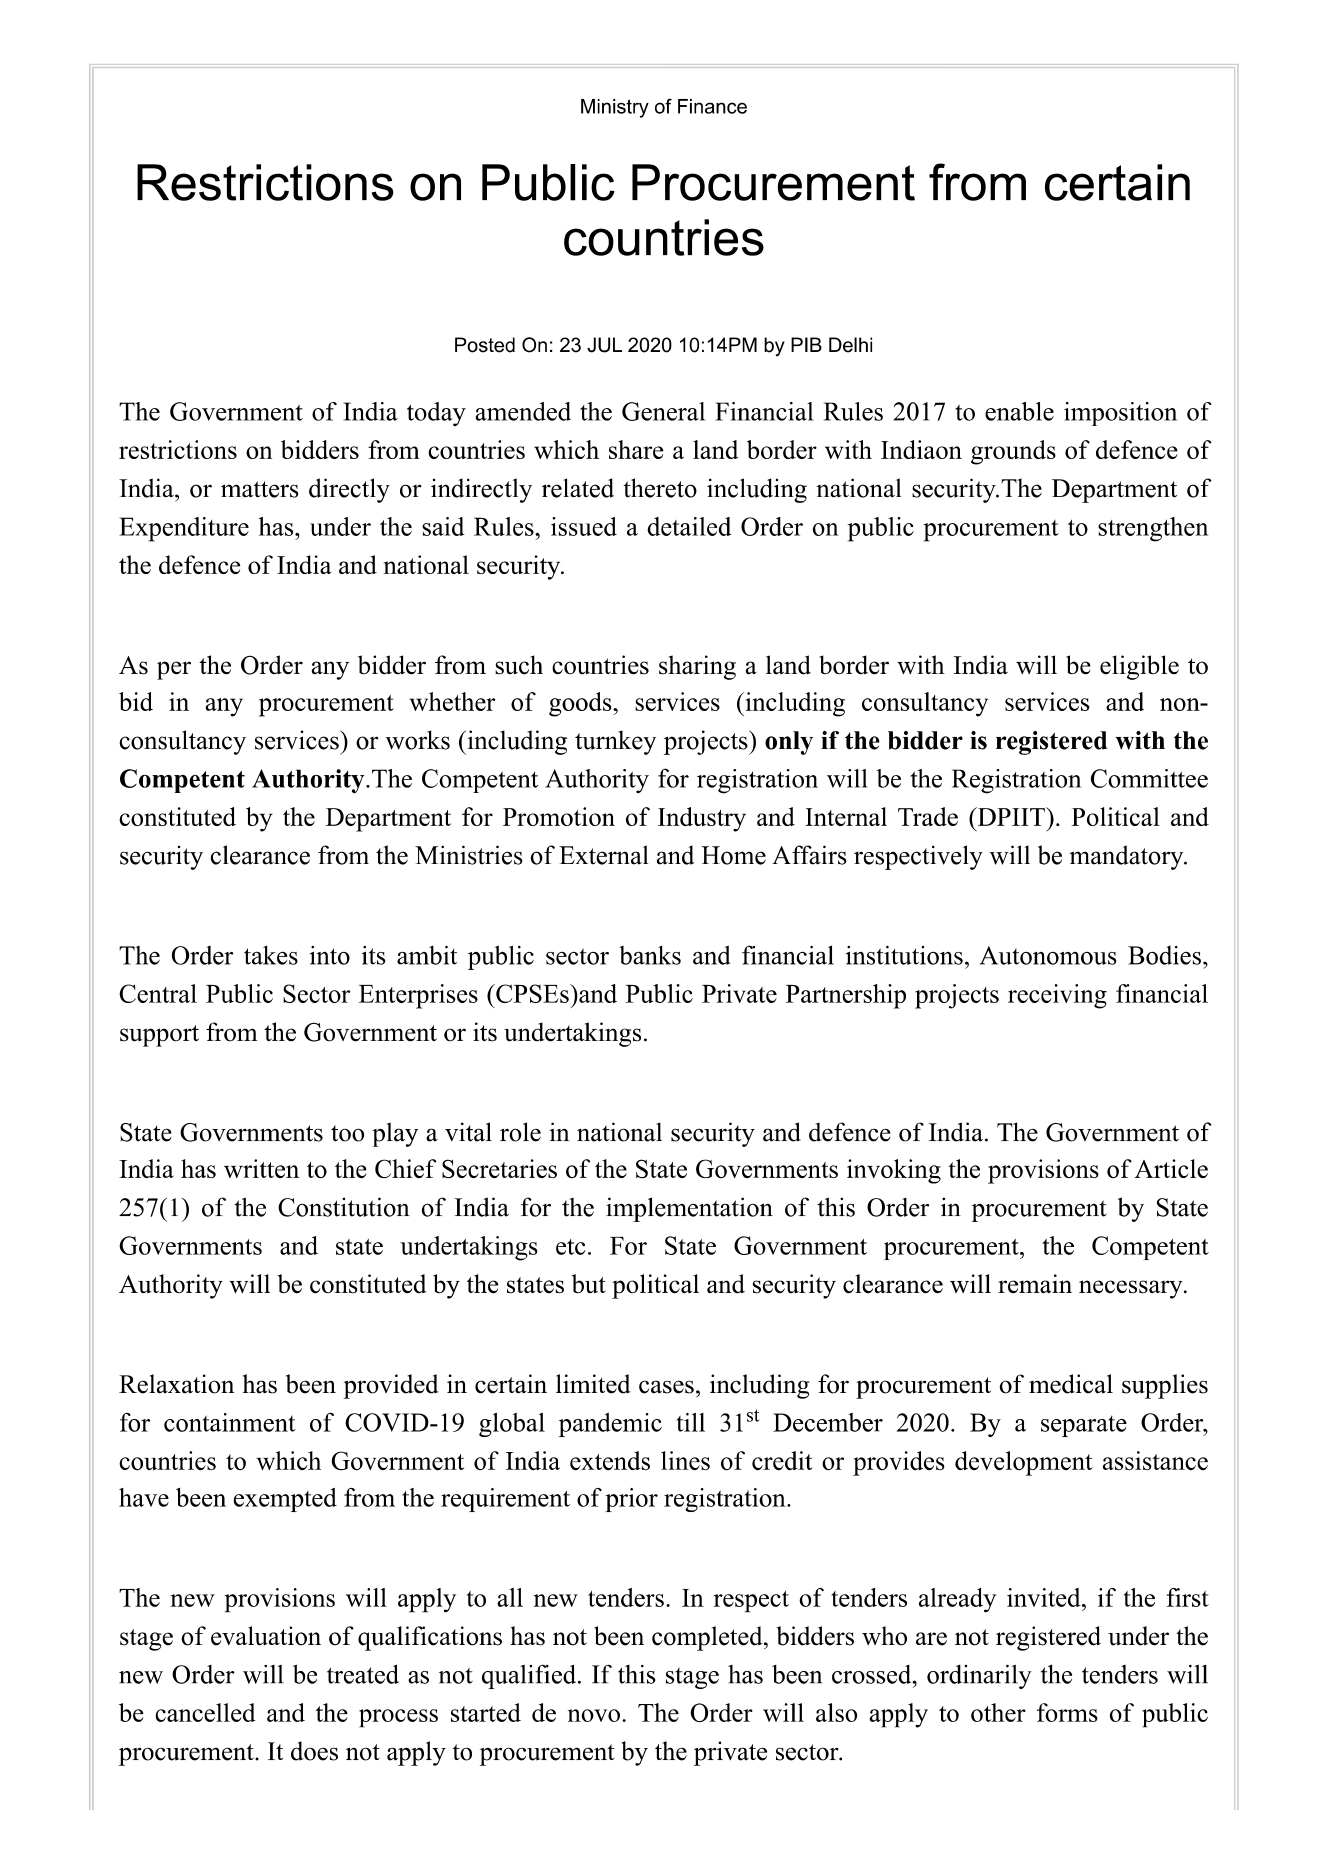 Ministry of Finance
Restrictions on Public Procurement from certain
countries
Posted On: 23 JUL 2020 10:14PM by PIB Delhi
The Government of India today amended the General Financial Rules 2017 to enable imposition of
restrictions on bidders from countries which share a land border with Indiaon grounds of defence of
India, or matters directly or indirectly related thereto including national security.The Department of
Expenditure has, under the said Rules, issued a detailed Order on public procurement to strengthen
the defence of India and national security.
As per the Order any bidder from such countries sharing a land border with India will be eligible to
bid in any procurement whether of goods, services (including consultancy services and non-
consultancy services) or works (including turnkey projects) only if the bidder is registered with the
Competent Authority.The Competent Authority for registration will be the Registration Committee
constituted by the Department for Promotion of Industry and Internal Trade (DPIIT). Political and
security clearance from the Ministries of External and Home Affairs respectively will be mandatory.
The Order takes into its ambit public sector banks and financial institutions, Autonomous Bodies,
Central Public Sector Enterprises (CPSEs)and Public Private Partnership projects receiving financial
support from the Government or its undertakings.
State Governments too play a vital role in national security and defence of India. The Government of
India has written to the Chief Secretaries of the State Governments invoking the provisions of Article
257(1) of the Constitution of India for the implementation of this Order in procurement by State
Governments and state undertakings etc. For State Government procurement, the Competent
Authority will be constituted by the states but political and security clearance will remain necessary.
Relaxation has been provided in certain limited cases, including for procurement of medical supplies
for containment of COVID-19 global pandemic till 31st December 2020. By a separate Order,
countries to which Government of India extends lines of credit or provides development assistance
have been exempted from the requirement of prior registration.
The new provisions will apply to all new tenders. In respect of tenders already invited, if the first
stage of evaluation of qualifications has not been completed, bidders who are not registered under the
new Order will be treated as not qualified. If this stage has been crossed, ordinarily the tenders will
be cancelled and the process started de novo. The Order will also apply to other forms of public
procurement. It does not apply to procurement by the private sector.